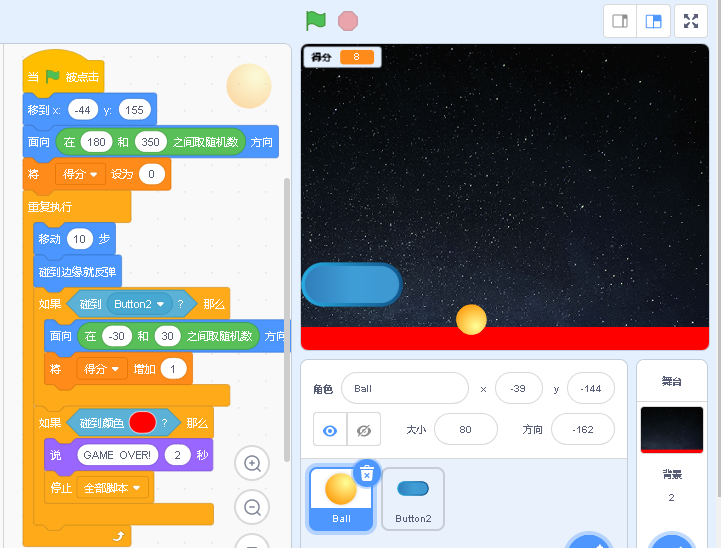 当 被点击
移到 x: -44 y: 155
面向 在 180 和 350 之间取随机数 方向
将 得分 设为 0
重复执行
移动 10 步
碰到边缘就反弹
如果 碰到 Button2 ? 那么
面向 在 -30 和 30 之间取随机数 方向
将 得分 增加 1
如果 碰到颜色 ? 那么
说 GAME OVER! 2 秒
停止 全部脚本
得分 8
角色 Ball x -39 y -144
大小 80 方向 -162
Ball
Button2
舞台
背景
2